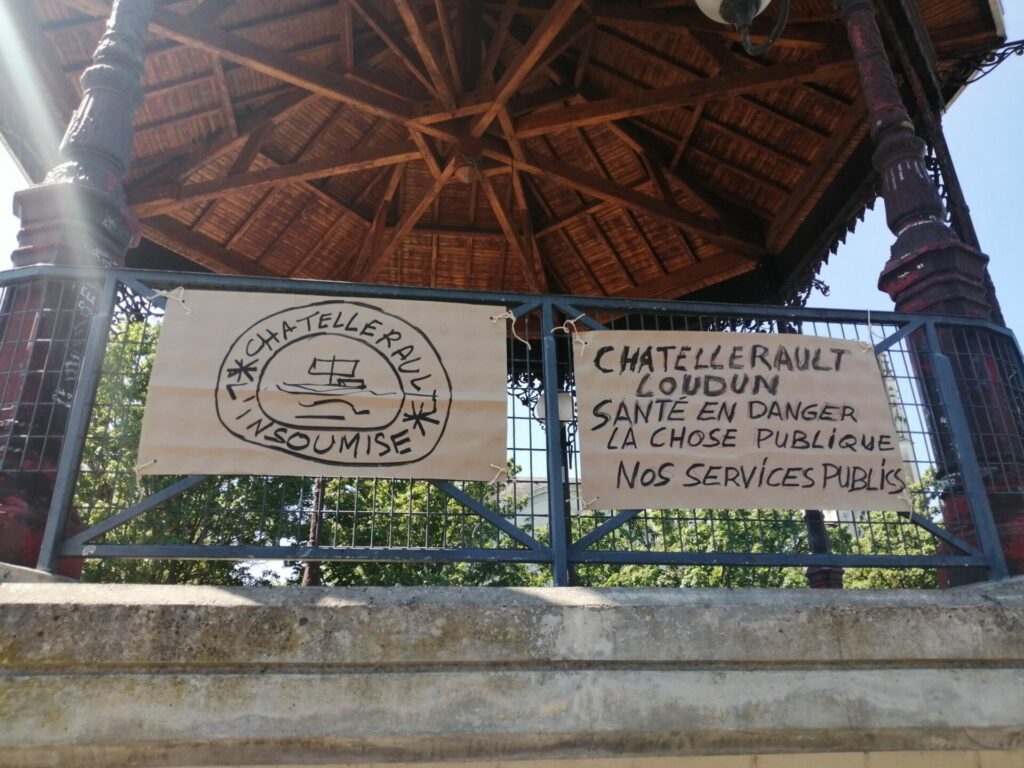 CHATELLERAULT
L'INSOUMISE
CHATELLERAULT
LOUDUN
SANTÉ EN DANGER
LA CHOSE PUBLIQUE
NOS SERVICES PUBLICS